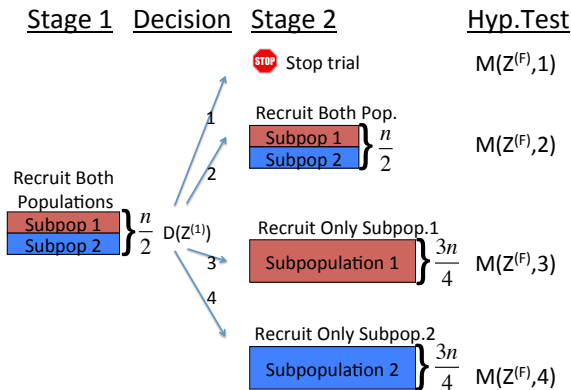 Stage 1 Decision Stage 2 Hyp.Test
STOP Stop trial M(Z(F),1)
1
Recruit Both Pop.
Subpop 1
Subpop 2
} n/2
M(Z(F),2)
2
Recruit Both
Populations
Subpop 1
Subpop 2
} n/2
D(Z(1))
3
Recruit Only Subpop.1
Subpopulation 1 } 3n/4
M(Z(F),3)
4
Recruit Only Subpop.2
Subpopulation 2 } 3n/4
M(Z(F),4)